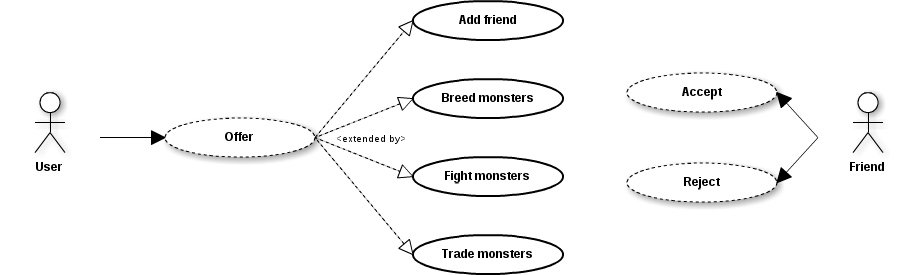 Add friend
Breed monsters
Accept
Offer
<extended by>
User
Friend
Fight monsters
Reject
Trade monsters